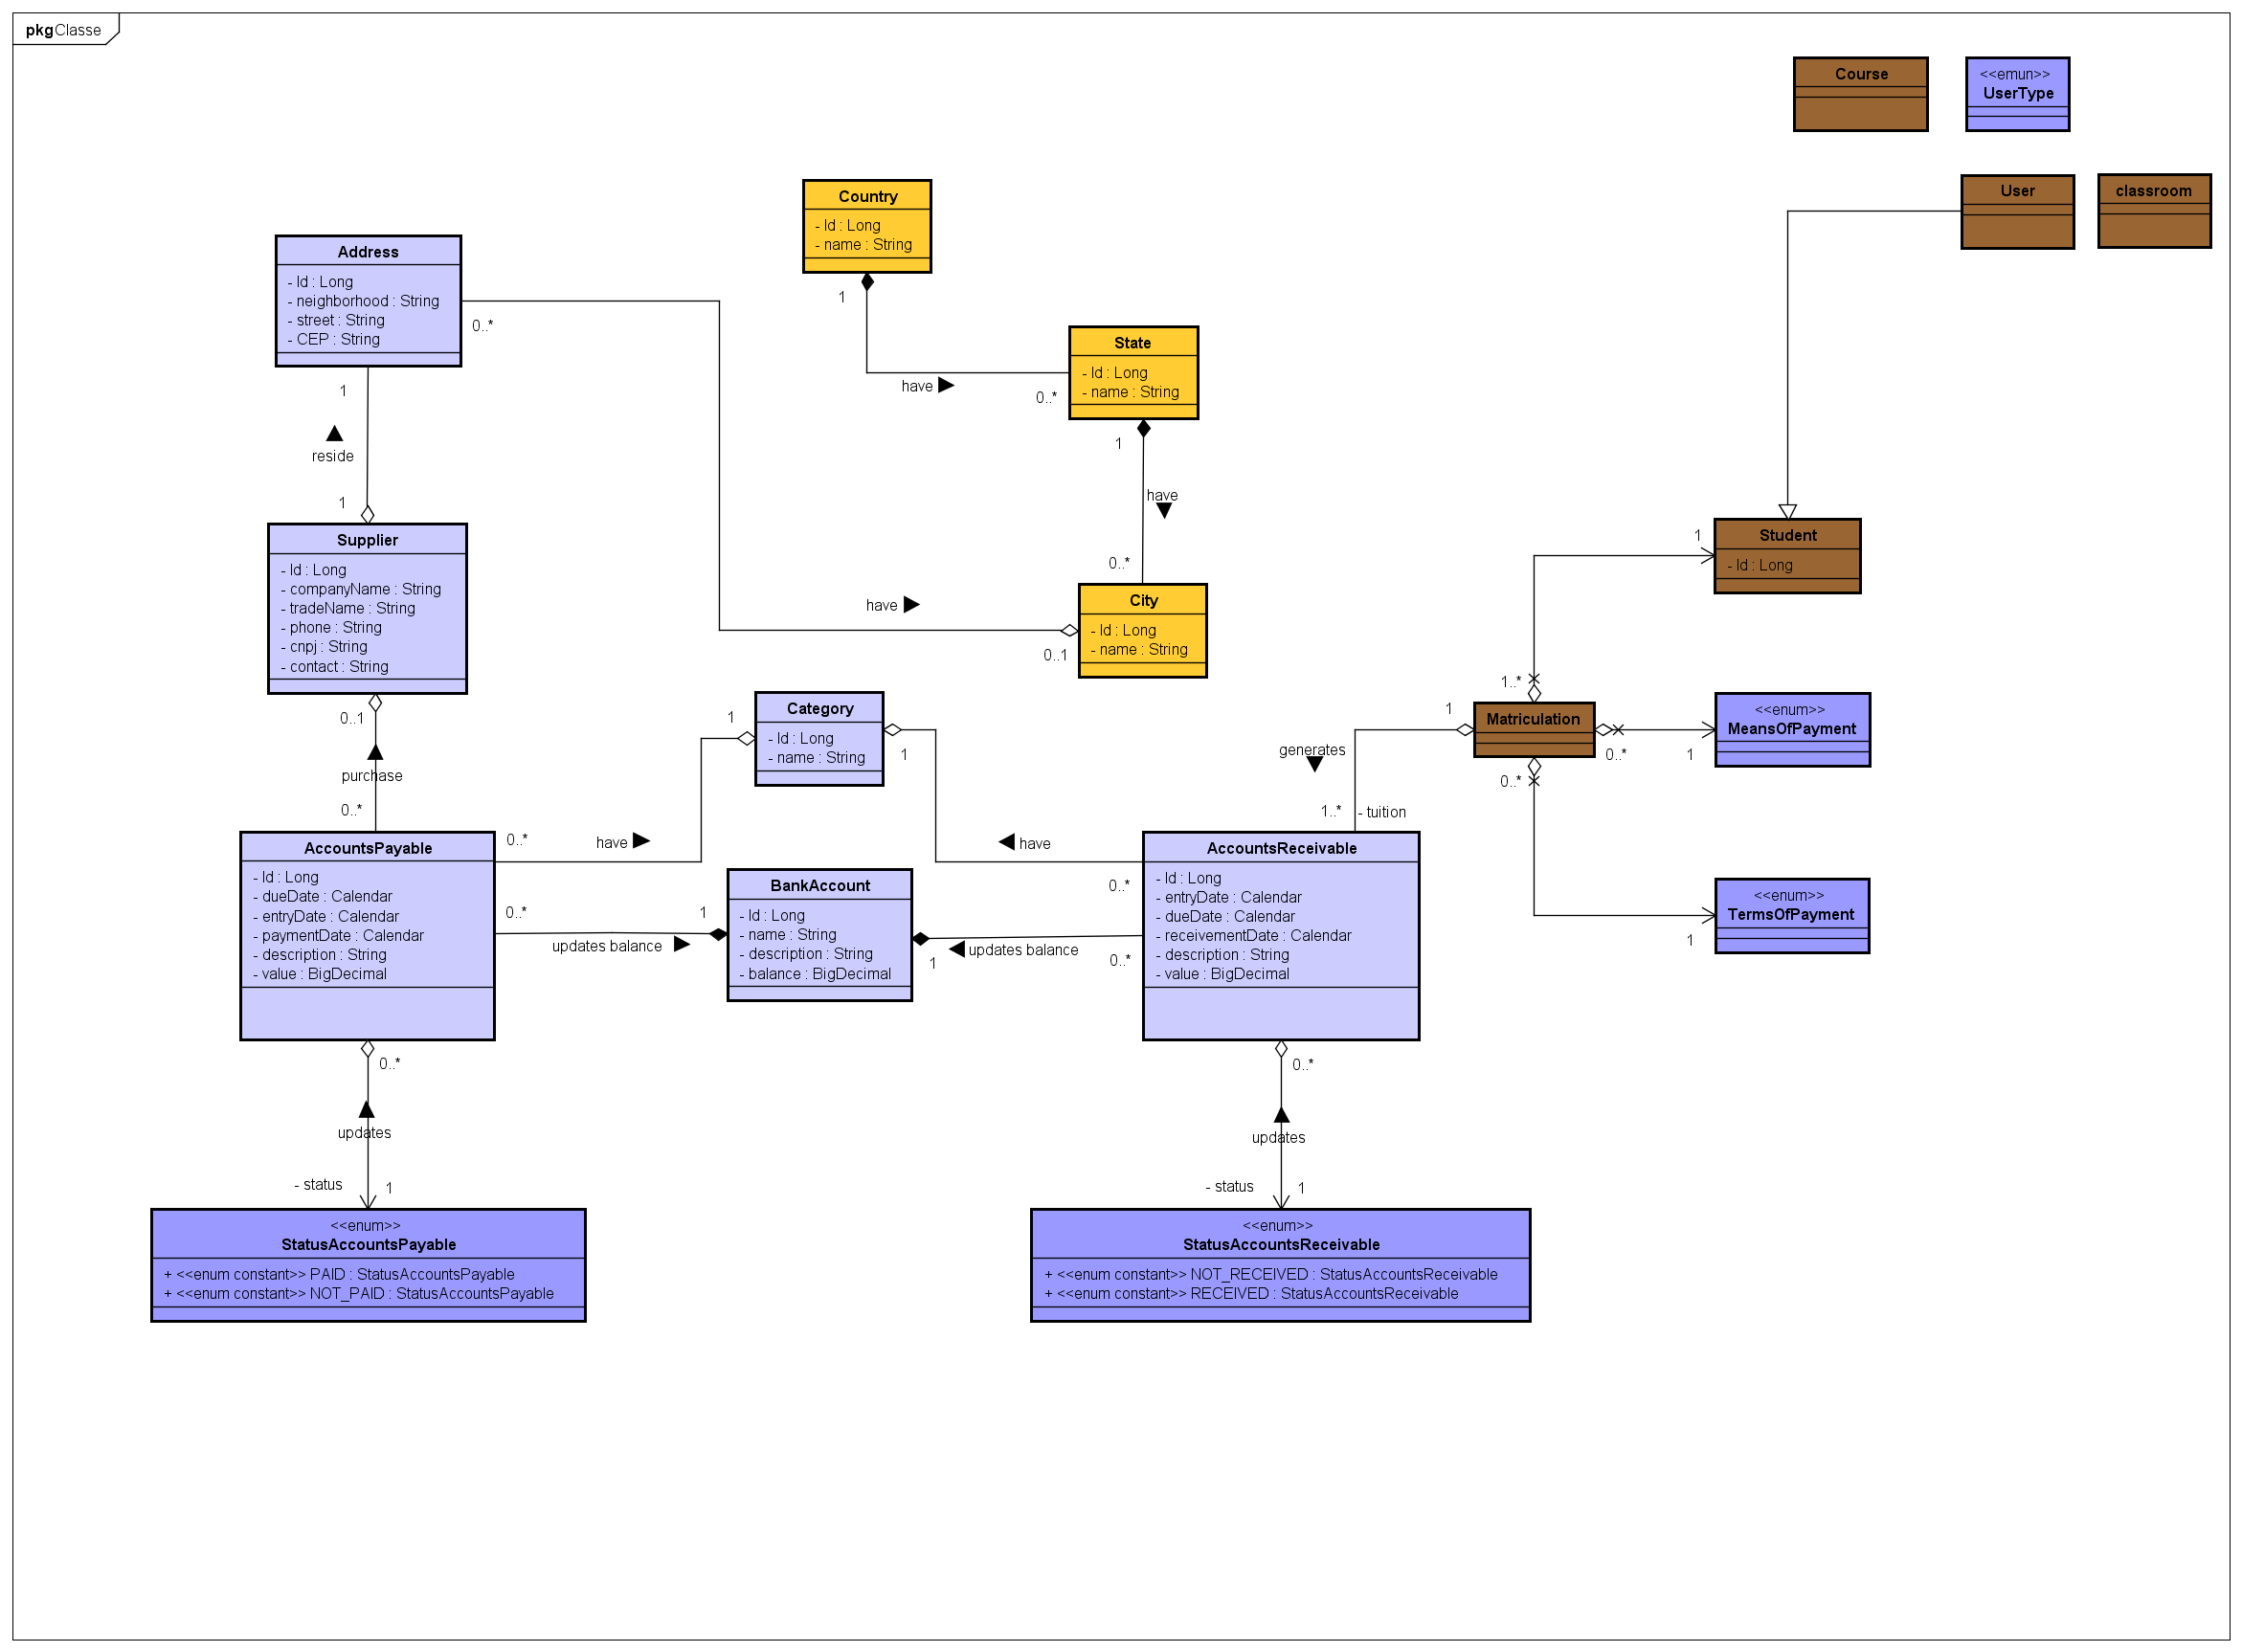 pkg Classe
Course
<<emun>>
UserType
User
classroom
Country
- Id : Long
- name : String
1
have
0..*
Address
- Id : Long
- neighborhood : String
- street : String
- CEP : String
0..*
1
reside
1
State
- Id : Long
- name : String
1
have
0..*
Supplier
- Id : Long
- companyName : String
- tradeName : String
- phone : String
- cnpj : String
- contact : String
have
0..1
City
- Id : Long
- name : String
1
Student
- Id : Long
0..1
purchase
0..*
1
Category
- Id : Long
- name : String
1
1..*
1
Matriculation
0..*
0..*
generates
1..*
- tuition
<<enum>>
MeansOfPayment
1
<<enum>>
TermsOfPayment
1
AccountsPayable
- Id : Long
- dueDate : Calendar
- entryDate : Calendar
- paymentDate : Calendar
- description : String
- value : BigDecimal
0..*
have
0..*
updates balance
1
BankAccount
- Id : Long
- name : String
- description : String
- balance : BigDecimal
have
0..*
1
updates balance
0..*
AccountsReceivable
- Id : Long
- entryDate : Calendar
- dueDate : Calendar
- receivementDate : Calendar
- description : String
- value : BigDecimal
0..*
updates
- status
1
0..*
updates
- status
1
<<enum>>
StatusAccountsPayable
+ <<enum constant>> PAID : StatusAccountsPayable
+ <<enum constant>> NOT_PAID : StatusAccountsPayable
<<enum>>
StatusAccountsReceivable
+ <<enum constant>> NOT_RECEIVED : StatusAccountsReceivable
+ <<enum constant>> RECEIVED : StatusAccountsReceivable